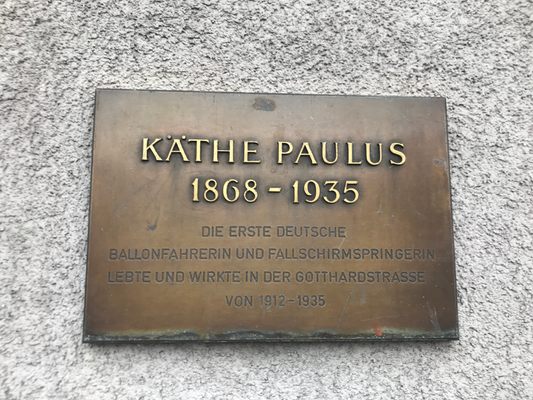 KÄTHE PAULUS
1868 - 1935
DIE ERSTE DEUTSCHE
BALLONFAHRERIN UND FALLSCHIRMSPRINGERIN
LEBTE UND WIRKTE IN DER GOTTHARDSTRASSE
VON 1912-1935